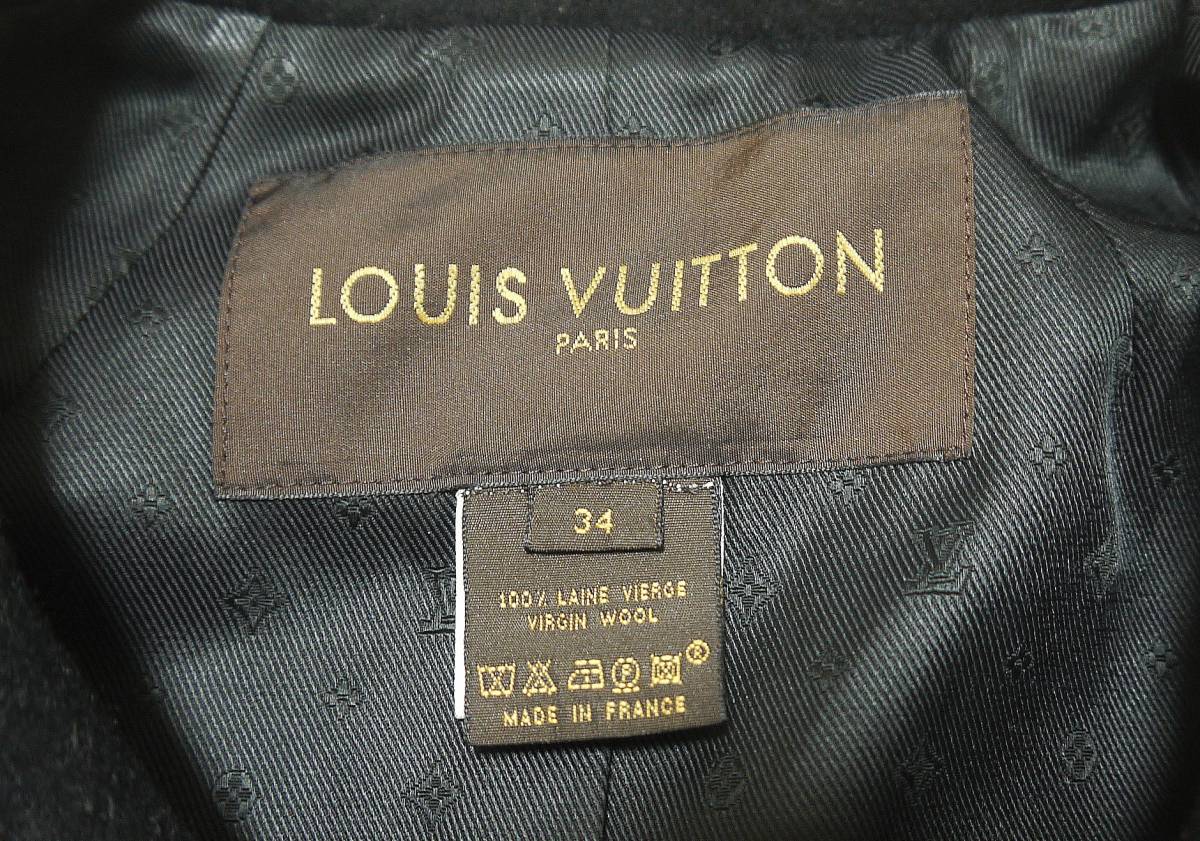 LOUIS VUITTON
PARIS
34
100% LAINE VIERGE
VIRGIN WOOL
P
®
MADE IN FRANCE